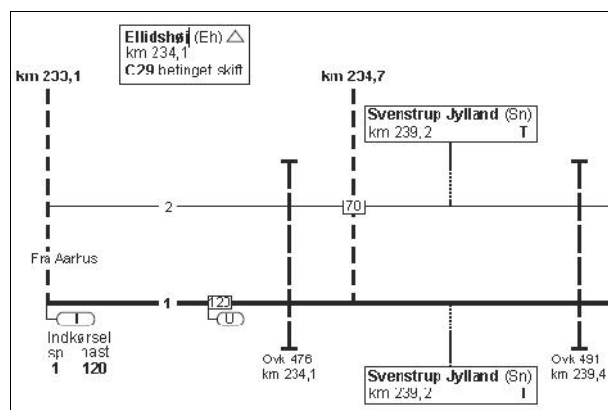 Ellidshøj (Eh)
km 234,1
C29 betinget skift
km 233,1
km 234,7
Svenstrup Jylland (Sn)
km 239,2 T
2
70
Fra Aarhus
1
120
I
U
Indkørsel
sp hast
1 120
Ovk 476
km 234,1
Svenstrup Jylland (Sn)
km 239,2 T
Ovk 491
km 239,4